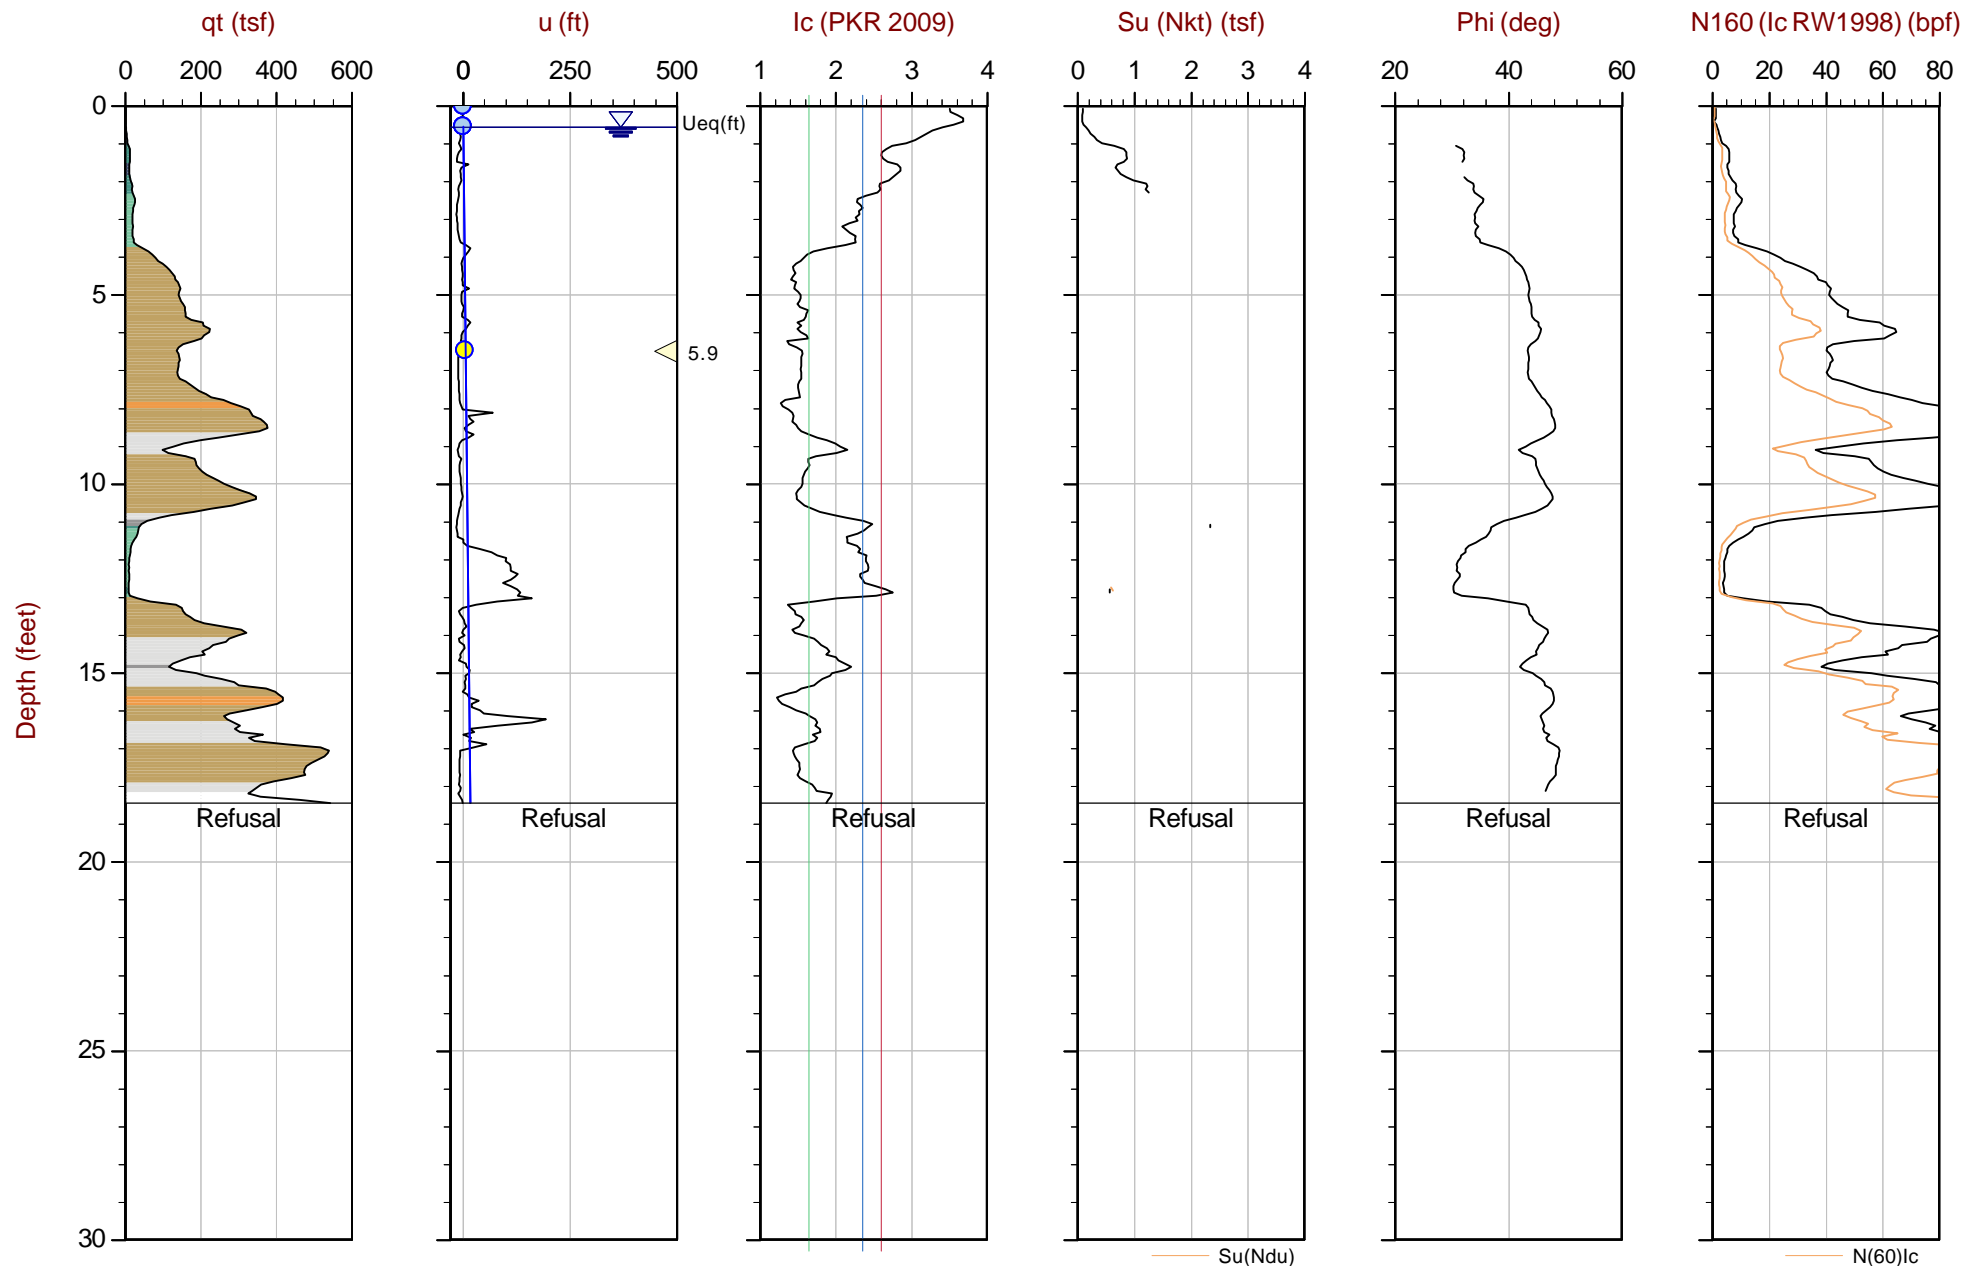 qt (tsf) u (ft) Ic (PKR 2009) Su (Nkt) (tsf) Phi (deg) N160 (Ic RW1998) (bpf)
0 200 400 600 0 250 500 1 2 3 4 0 1 2 3 4 20 40 60 0 20 40 60 80
0
Ueq(ft)
5
5.9
10
15
Depth (feet)
Refusal Refusal Refusal Refusal Refusal Refusal
20
25
30
Su(Ndu) N(60)Ic